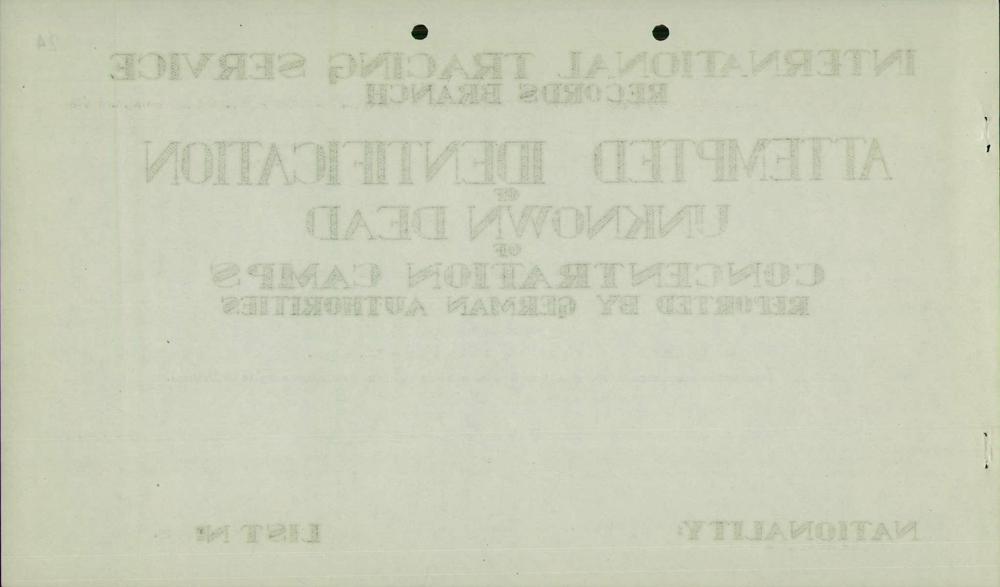 24
INTERNATIONAL TRACING SERVICE
RECORDS BRANCH
ATTEMPTED IDENTIFICATION
OF
UNKNOWN DEAD
OF
CONCENTRATION CAMPS
REPORTED BY GERMAN AUTHORITIES
NATIONALITY: LIST Nº